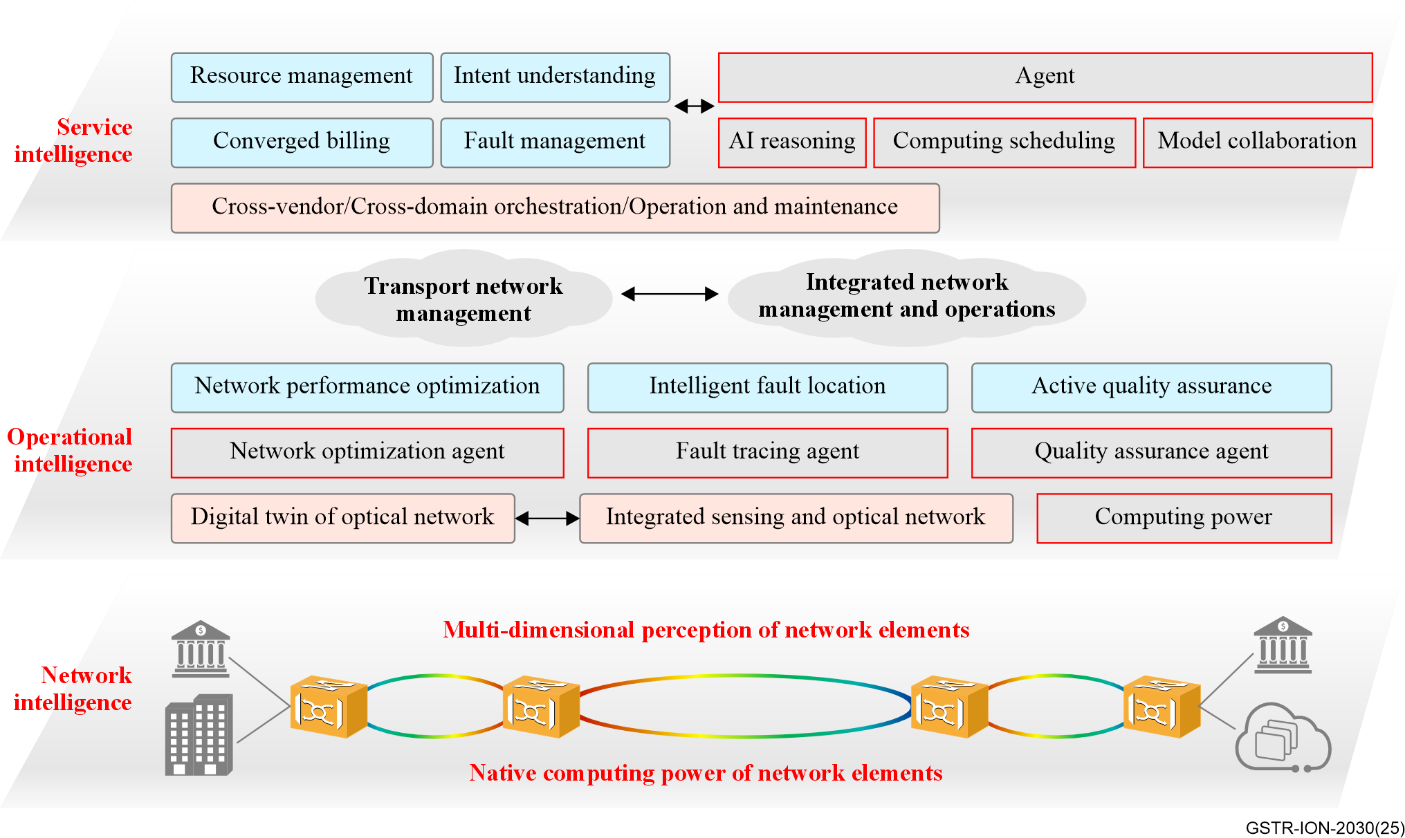 Resource management
Intent understanding
Agent
Service
intelligence
Converged billing
Fault management
AI reasoning
Computing scheduling
Model collaboration
Cross-vendor/Cross-domain orchestration/Operation and maintenance
Transport network
management
Integrated network
management and operations
Network performance optimization
Intelligent fault location
Active quality assurance
Operational
intelligence
Network optimization agent
Fault tracing agent
Quality assurance agent
Digital twin of optical network
Integrated sensing and optical network
Computing power
Multi-dimensional perception of network elements
Network
intelligence
$
$
Native computing power of network elements
GSTR-ION-2030(25)